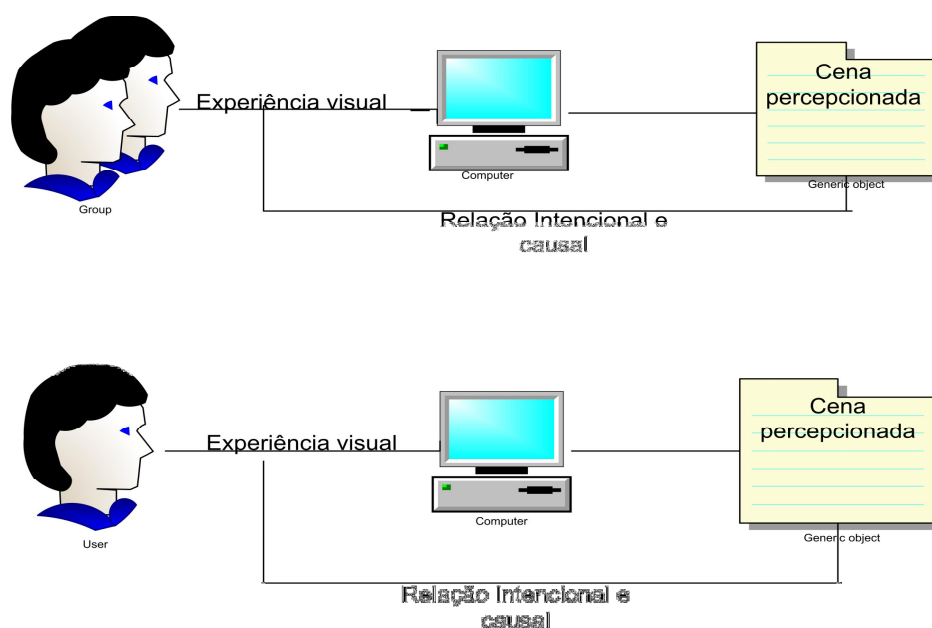 Experiência visual
Cena
percepcionada
Computer
Generic object
Group
Relação Intencional e
causal
Experiência visual
Cena
percepcionada
Computer
Generic object
User
Relação Intencional e
causal